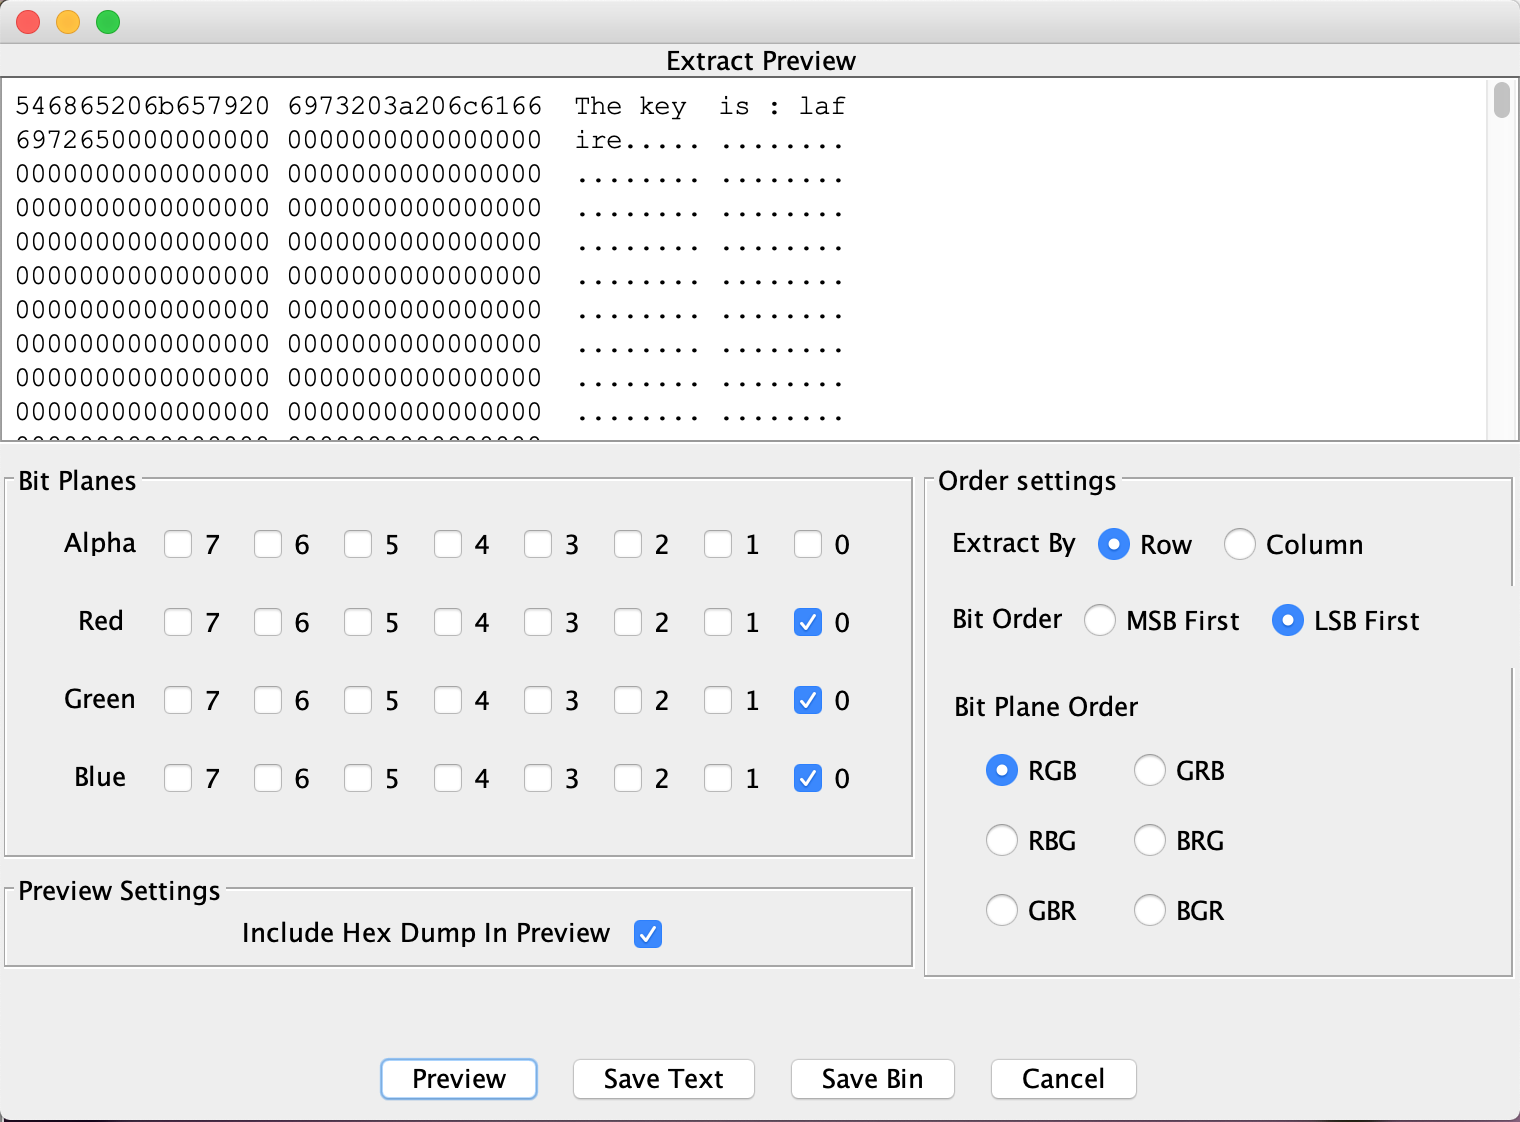 Extract Preview
546865206b657920 6973203a206c6166  The key  is : laf
6972650000000000 0000000000000000  ire..... ........
0000000000000000 0000000000000000  ........ ........
0000000000000000 0000000000000000  ........ ........
0000000000000000 0000000000000000  ........ ........
0000000000000000 0000000000000000  ........ ........
0000000000000000 0000000000000000  ........ ........
0000000000000000 0000000000000000  ........ ........
0000000000000000 0000000000000000  ........ ........
0000000000000000 0000000000000000  ........ ........
Bit Planes
Alpha 7 6 5 4 3 2 1 0
Red 7 6 5 4 3 2 1 0
Green 7 6 5 4 3 2 1 0
Blue 7 6 5 4 3 2 1 0
Preview Settings
Include Hex Dump In Preview
Order settings
Extract By Row Column
Bit Order MSB First LSB First
Bit Plane Order
RGB GRB
RBG BRG
GBR BGR
Preview Save Text Save Bin Cancel